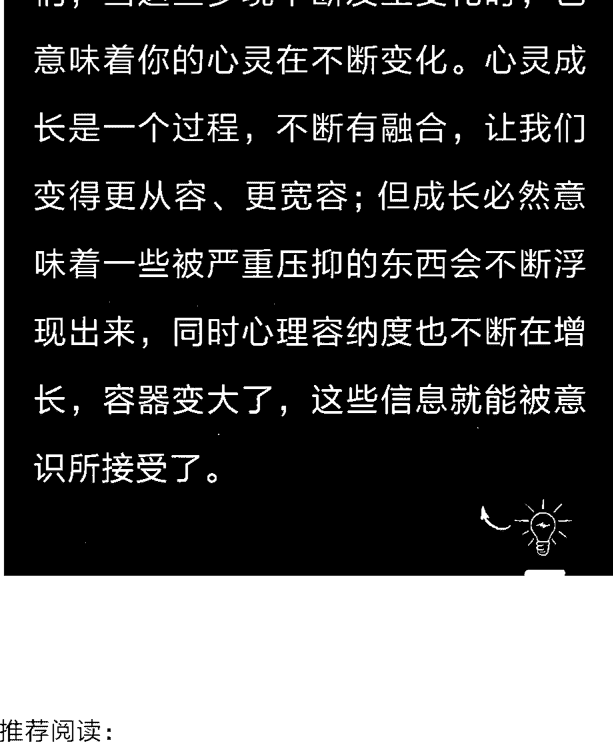 意味着你的心灵在不断变化。心灵成
长是一个过程，不断有融合，让我们
变得更从容、更宽容；但成长必然意
味着一些被严重压抑的东西会不断浮
现出来，同时心理容纳度也不断在增
长，容器变大了，这些信息就能被意
识所接受了。
推荐阅读：